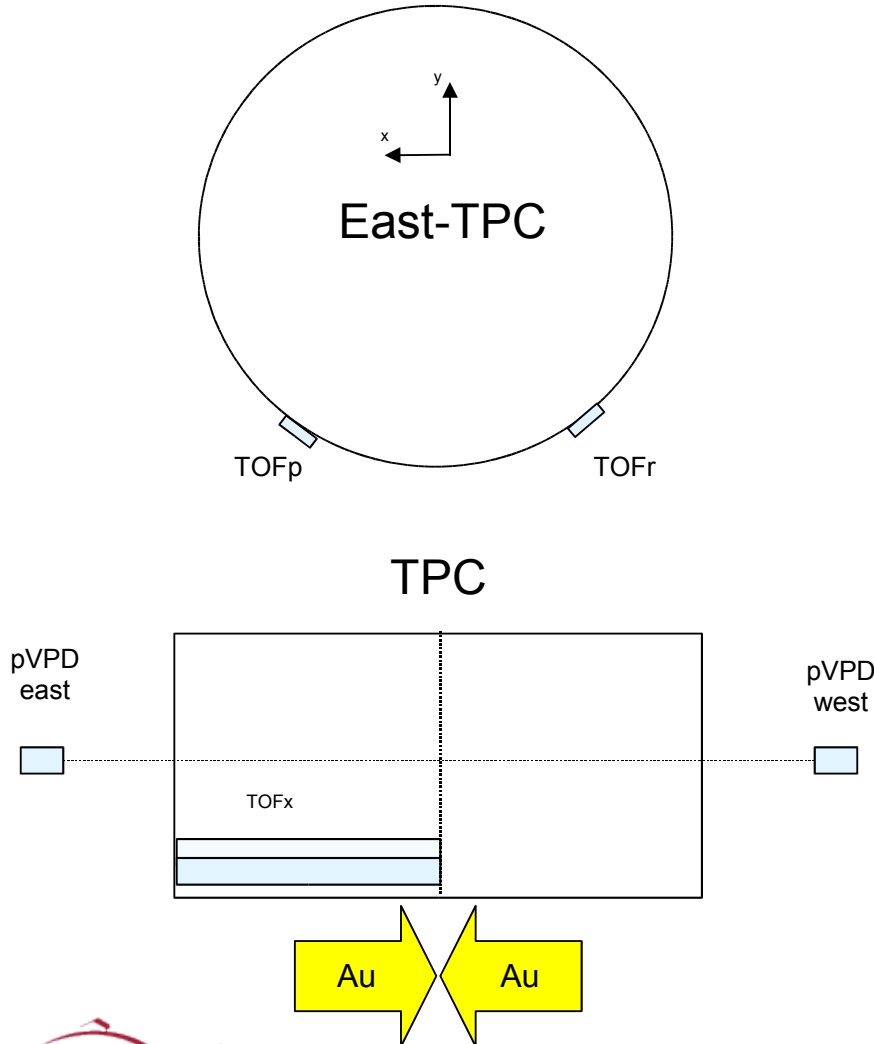 y
x
East-TPC
TOFp
TOFr
TPC
pVPD
east
pVPD
west
TOFx
Au
Au